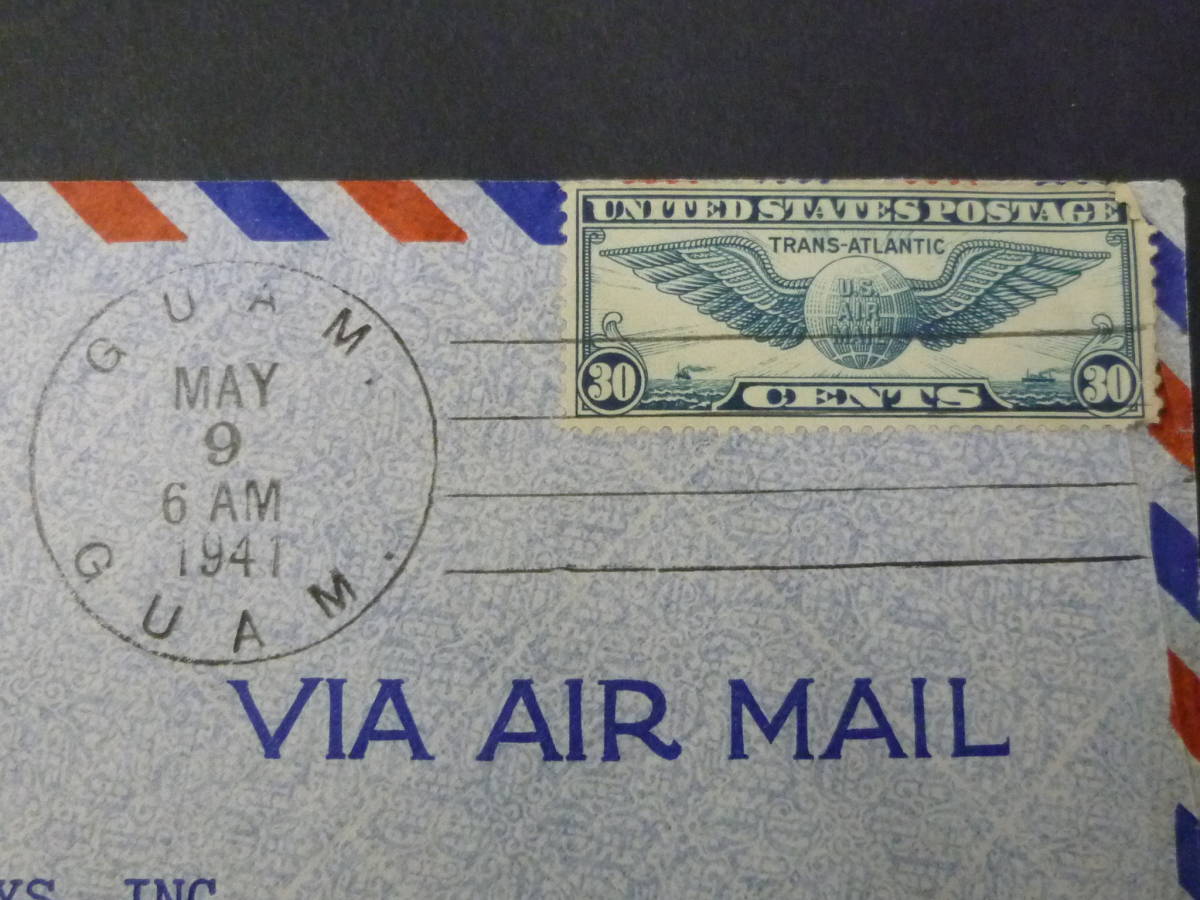 UNITED STATES POSTAGE
TRANS-ATLANTIC
U.S.
AIR
MAIL
30 CENTS 30
GUAM.
MAY
9
6 AM
1941
GUAM.
VIA AIR MAIL
INC